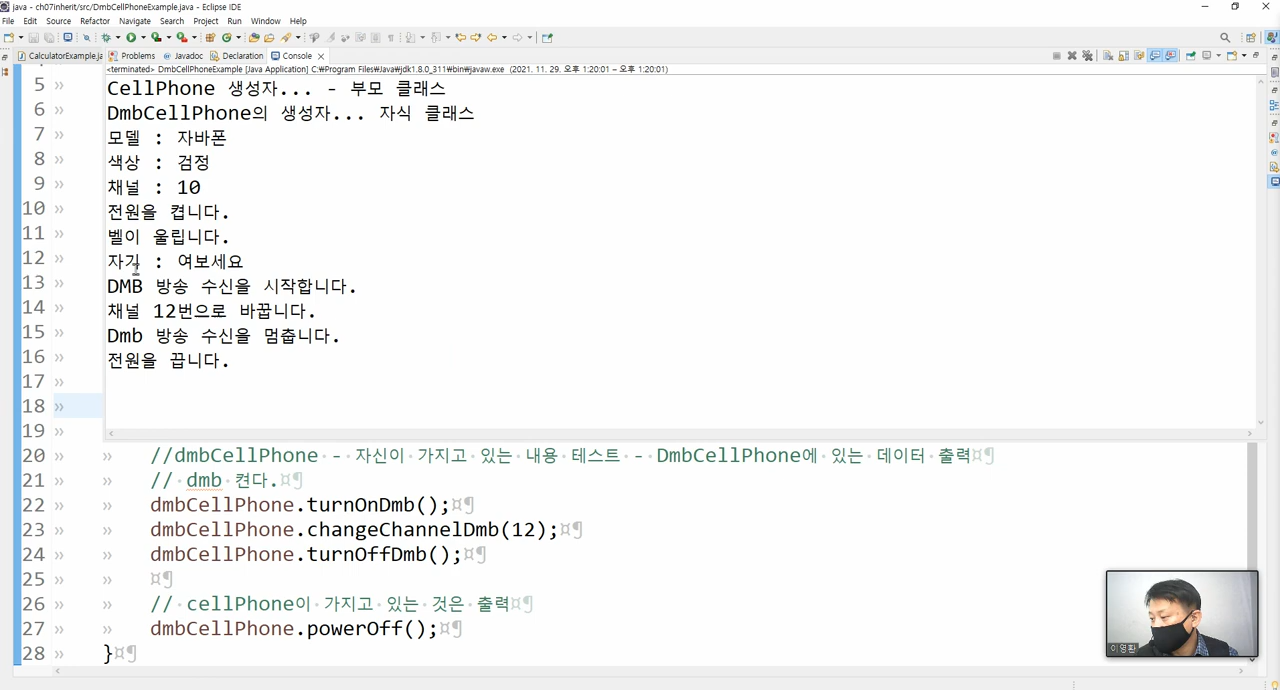 java - ch07inherit/src/DmbCellPhoneExample.java - Eclipse IDE
File Edit Source Refactor Navigate Search Project Run Window Help
CalculatorExample.ja Problems Javadoc Declaration Console
<terminated> DmbCellPhoneExample [Java Application] C:₩Program Files₩Java₩jdk1.8.0_311₩bin₩javaw.exe (2021. 11. 29. 오후 1:20:01 – 오후 1:20:01)
5 CellPhone 생성자... - 부모 클래스
6 DmbCellPhone의 생성자... 자식 클래스
7 모델 : 자바폰
8 색상 : 검정
9 채널 : 10
10 전원을 켭니다.
11 벨이 울립니다.
12 자기 : 여보세요
13 DMB 방송 수신을 시작합니다.
14 채널 12번으로 바꿉니다.
15 Dmb 방송 수신을 멈춥니다.
16 전원을 끕니다.
17
18
19
20 //dmbCellPhone - 자신이 가지고 있는 내용 테스트 - DmbCellPhone에 있는 데이터 출력¤¶
21 // dmb 켠다.¤¶
22 dmbCellPhone.turnOnDmb();¤¶
23 dmbCellPhone.changeChannelDmb(12);¤¶
24 dmbCellPhone.turnOffDmb();¤¶
25 ¤¶
26 // cellPhone이 가지고 있는 것은 출력¤¶
27 dmbCellPhone.powerOff();¤¶
28 }¤¶
이영환